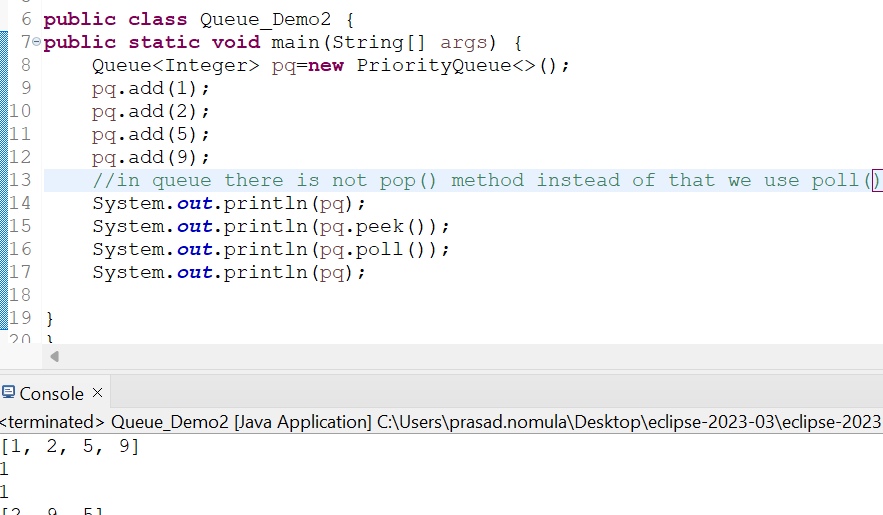 6 public class Queue_Demo2 {
7 public static void main(String[] args) {
8 Queue<Integer> pq=new PriorityQueue<>();
9 pq.add(1);
10 pq.add(2);
11 pq.add(5);
12 pq.add(9);
13 //in queue there is not pop() method instead of that we use poll()
14 System.out.println(pq);
15 System.out.println(pq.peek());
16 System.out.println(pq.poll());
17 System.out.println(pq);
18
19 }
20 }
Console ×
<terminated> Queue_Demo2 [Java Application] C:\Users\prasad.nomula\Desktop\eclipse-2023-03\eclipse-2023
[1, 2, 5, 9]
1
1
[2, 9, 5]